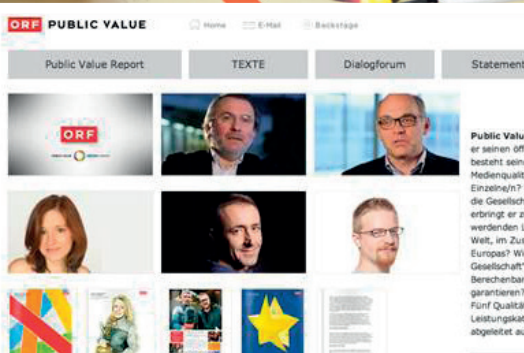 ORF PUBLIC VALUE
Home E-Mail Backstage
Public Value Report TEXTE Dialogforum Statement
ORF
Public Valu
er seinen öff
besteht sein
Medienqualit
Einzelne/n?
die Gesellsch
erbringt er z
werdenden L
Welt, im Zu
Europas? Wi
Gesellschaft"
Berechenbar
garantieren?
Fünf Qualitä
Leistungskat
abgeleitet au